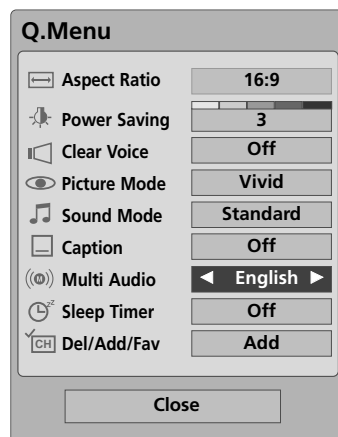 Q.Menu
Aspect Ratio 16:9
Power Saving 3
Clear Voice Off
Picture Mode Vivid
Sound Mode Standard
Caption Off
Multi Audio ◀ English ▶
Sleep Timer Off
CH Del/Add/Fav Add
Close